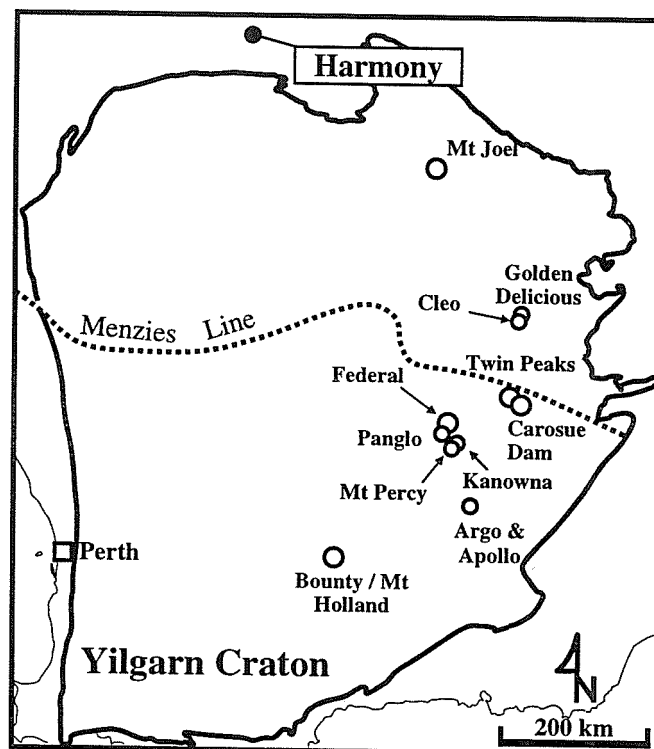 Harmony
Mt Joel
Golden
Delicious
Cleo
Menzies Line
Twin Peaks
Federal
Carosue
Dam
Panglo
Kanowna
Mt Percy
Argo &
Apollo
Perth
Bounty / Mt
Holland
Yilgarn Craton
N
200 km